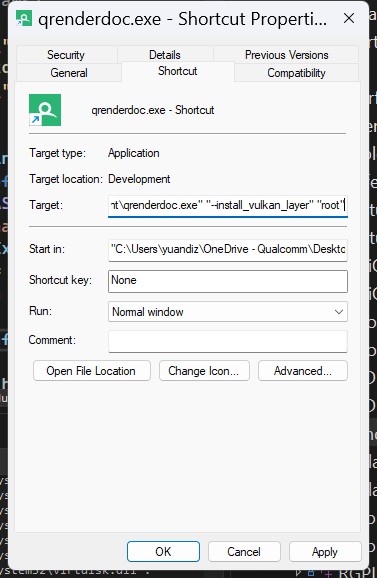 qrenderdoc.exe - Shortcut Properti...
Security
Details
Previous Versions
General
Shortcut
Compatibility
qrenderdoc.exe - Shortcut
Target type: Application
Target location: Development
Target: nt\qrenderdoc.exe" "--install_vulkan_layer" "root"
Start in: "C:\Users\yuandiz\OneDrive - Qualcomm\Deskto
Shortcut key: None
Run: Normal window
Comment:
Open File Location
Change Icon...
Advanced...
OK
Cancel
Apply